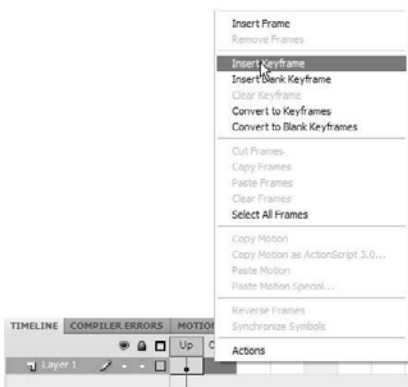 Insert Frame
Remove Frames
Insert Keyframe
Insert Blank Keyframe
Clear Keyframe
Convert to Keyframes
Convert to Blank Keyframes
Cut Frames
Copy Frames
Paste Frames
Clear Frames
Select All Frames
Copy Motion
Copy Motion as ActionScript 3.0...
Paste Motion
Paste Motion Special...
Reverse Frames
Synchronize Symbols
Actions
TIMELINE COMPILER ERRORS MOTIO
Up
Layer 1